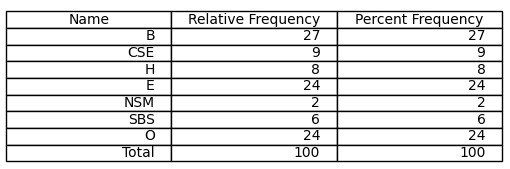 Name Relative Frequency Percent Frequency
B 27 27
CSE 9 9
H 8 8
E 24 24
NSM 2 2
SBS 6 6
O 24 24
Total 100 100